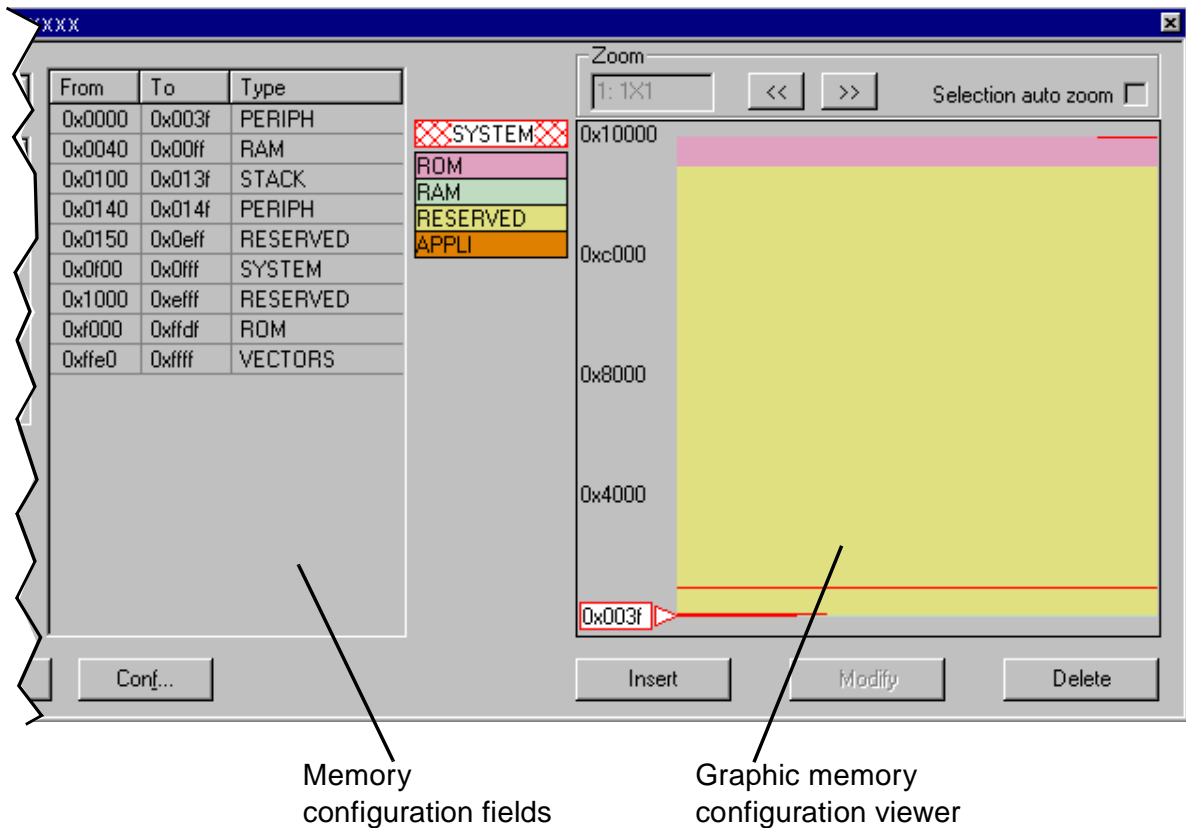 XXX
From To Type
0x0000 0x003f PERIPH
0x0040 0x00ff RAM
0x0100 0x013f STACK
0x0140 0x014f PERIPH
0x0150 0x0eff RESERVED
0x0f00 0x0fff SYSTEM
0x1000 0xefff RESERVED
0xf000 0xffdf ROM
0xffe0 0xffff VECTORS
SYSTEM
ROM
RAM
RESERVED
APPLI
Zoom
1: 1X1
<<
>>
Selection auto zoom
0x10000
0xc000
0x8000
0x4000
0x003f
Conf...
Insert
Modify
Delete
Memory
configuration fields
Graphic memory
configuration viewer